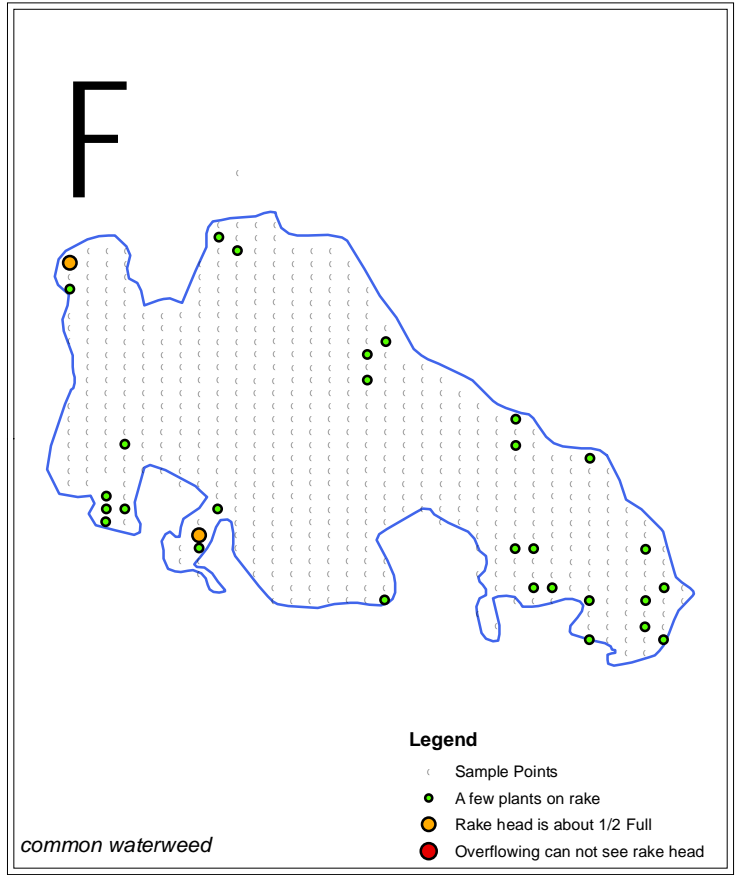 F
Legend
Sample Points
A few plants on rake
Rake head is about 1/2 Full
Overflowing can not see rake head
common waterweed